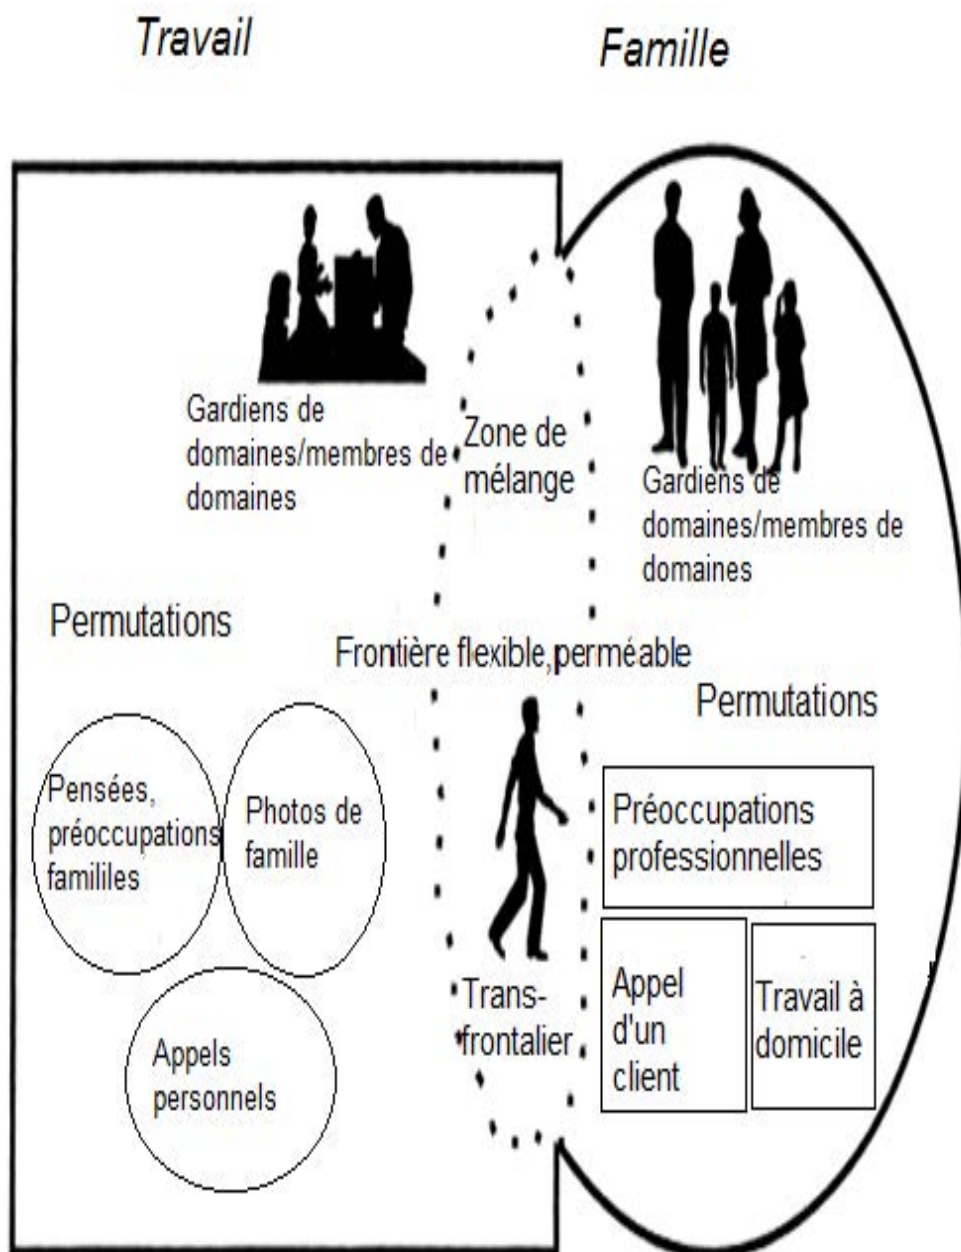 Travail
Famille
Gardiens de
domaines/membres de
domaines
Zone de
mélange
Gardiens de
domaines/membres de
domaines
Permutations
Frontière flexible,perméable
Permutations
Pensées,
préoccupations
famililes
Photos de
famille
Appels
personnels
Trans-
frontalier
Préoccupations
professionnelles
Appel
d'un
client
Travail à
domicile